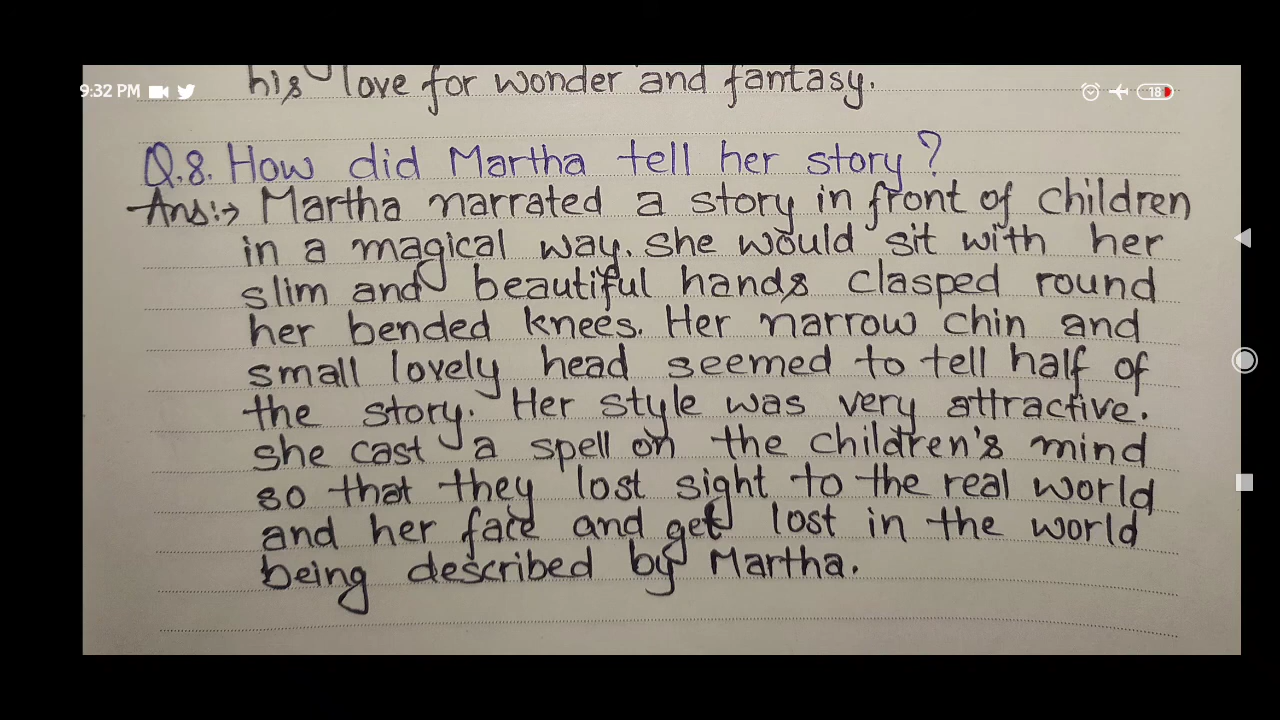 his love for wonder and fantasy.
9:32 PM
18
Q.8. How did Martha tell her story?
Ans:→ Martha narrated a story in front of children
in a magical way. She would sit with her
slim and beautiful hands clasped round
her bended knees. Her narrow chin and
small lovely head seemed to tell half of
the story. Her style was very attractive.
she cast a spell on the children's mind
so that they lost sight to the real world
and her face and get lost in the world
being described by Martha.